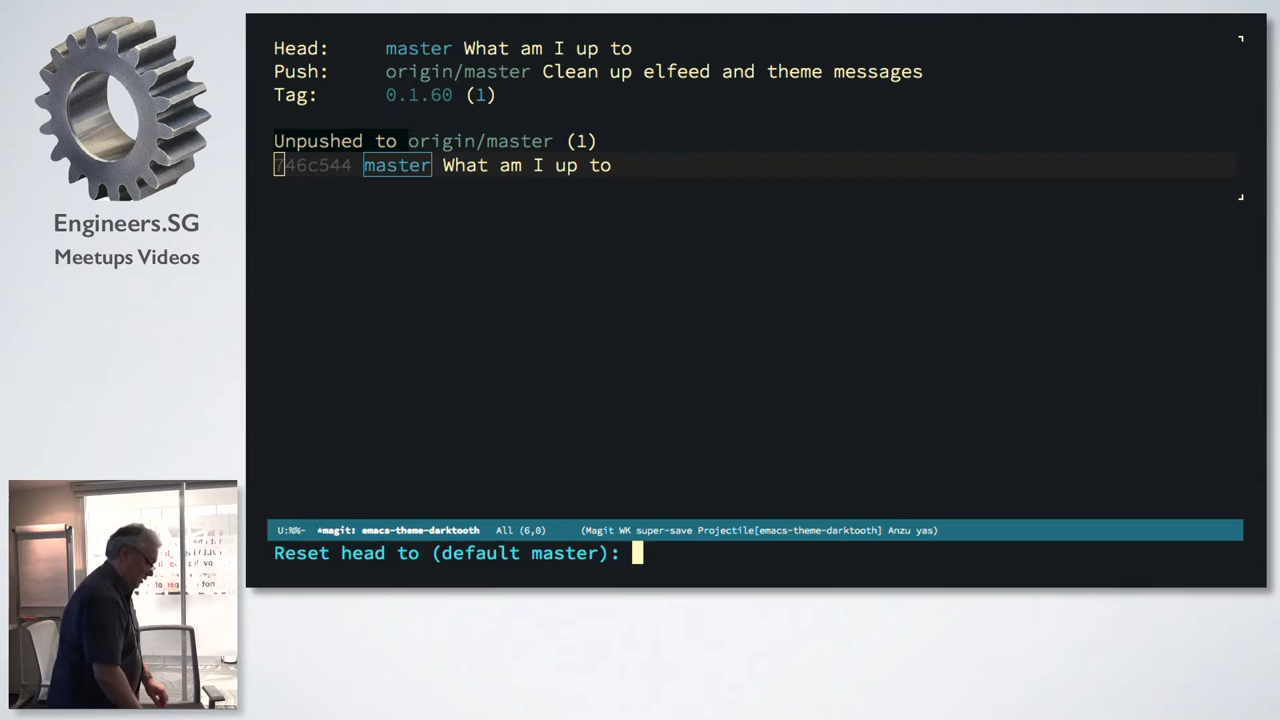 Engineers.SG
Meetups Videos
Head: master What am I up to
Push: origin/master Clean up elfeed and theme messages
Tag: 0.1.60 (1)
Unpushed to origin/master (1)
746c544 master What am I up to
U:%%- *magit: emacs-theme-darktooth All (6,0) (Magit WK super-save Projectile[emacs-theme-darktooth] Anzu yas)
Reset head to (default master):